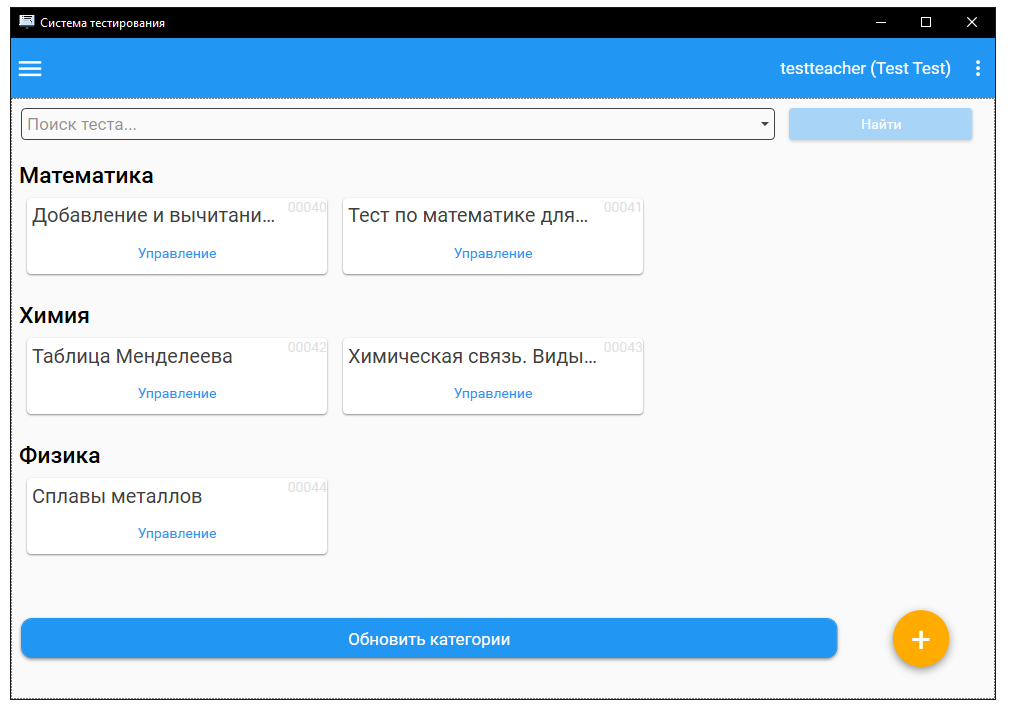 Система тестирования
testteacher (Test Test)
Поиск теста...
Найти
Математика
Добавление и вычитани...
00040
Управление
Тест по математике для...
00041
Управление
Химия
Таблица Менделеева
00042
Управление
Химическая связь. Виды...
00043
Управление
Физика
Сплавы металлов
00044
Управление
Обновить категории
+